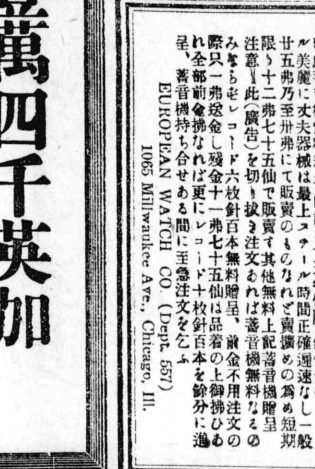 ル美麗に丈夫器械は最上スチール時間正確遅速なし一般
廿五弗乃至卅弗にて販賣のものなれど賣擴めの爲め短期
限り十二弗七十五仙で販賣す其他無料上記蓄音機贈呈
注意!此(廣告)を切り拔き注文あれば蓄音機無料なるの
みならずレコード六枚針百本無料贈呈、前金不用注文の
際只一弗送金し殘金十一弗七十五仙は品着の上御拂ひあ
れ全部前金拂なれば更にレコード十枚針百本を餘分に進
呈、蓄音機持ち合せある間に至急注文を乞ふ
EUROPEAN WATCH CO. (Dept. 557)
1065 Millwaukee Ave., Chicago, Ill.
萬四千英加